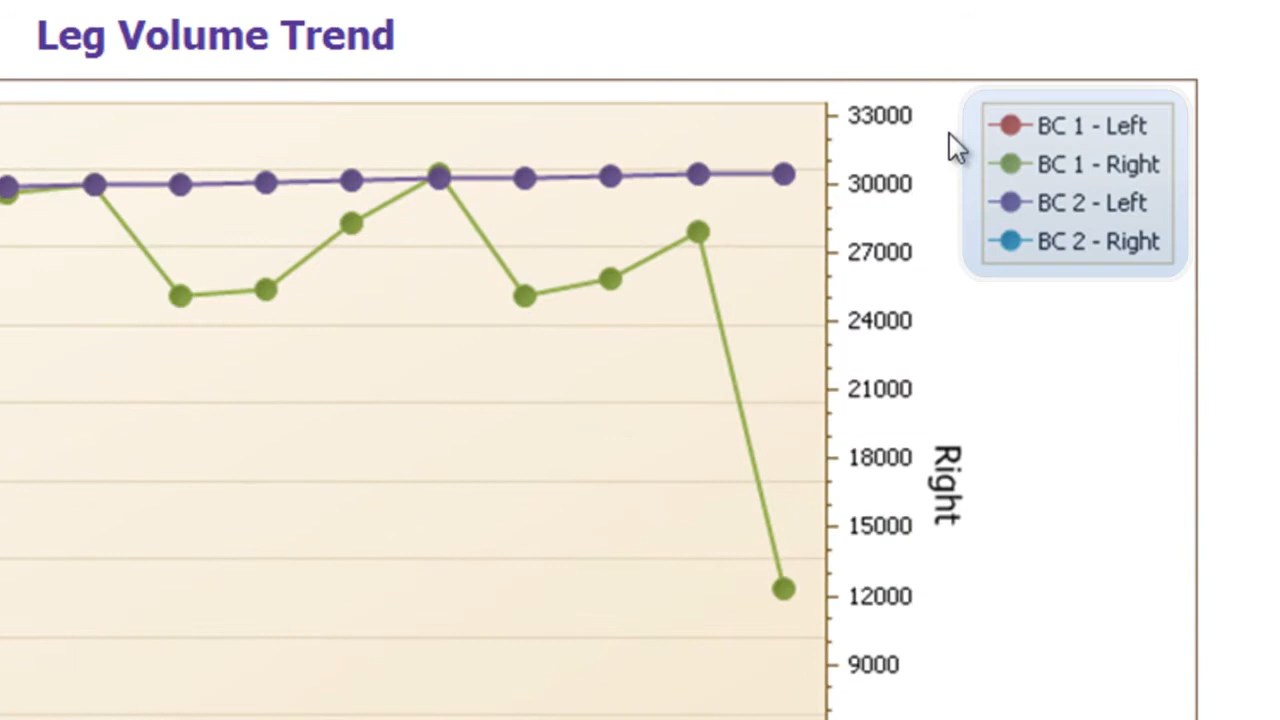 Leg Volume Trend
33000
30000
27000
24000
21000
18000
15000
12000
9000
Right
BC 1 - Left
BC 1 - Right
BC 2 - Left
BC 2 - Right